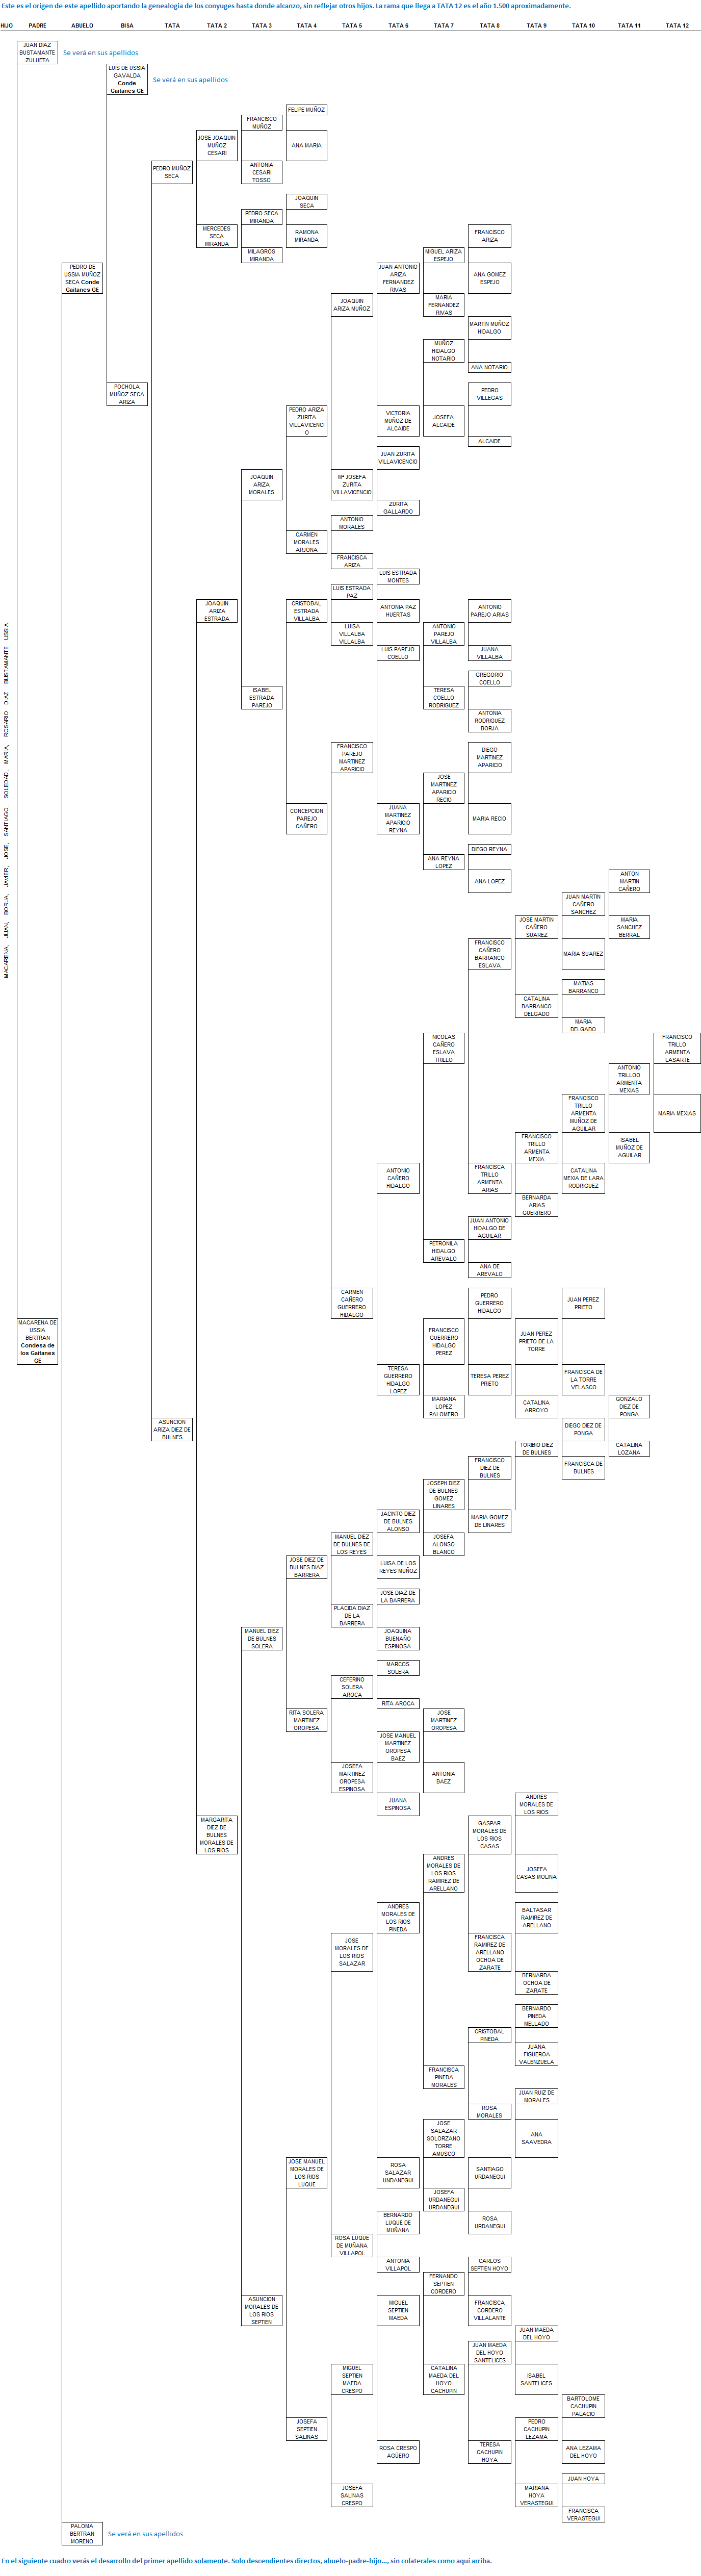 Este es el origen de este apellido aportando la genealogia de los conyuges hasta donde alcanzo, sin reflejar otros hijos. La rama que llega a TATA 12 es el año 1.500 aproximadamente.
HIJO PADRE ABUELO BISA TATA TATA 2 TATA 3 TATA 4 TATA 5 TATA 6 TATA 7 TATA 8 TATA 9 TATA 10 TATA 11 TATA 12
JUAN DIAZ
BUSTAMANTE
ZULUETA
Se verá en sus apellidos
LUIS DE USSIA
GAVALDA
Conde
Gaitanes GE
Se verá en sus apellidos
FELIPE MUÑOZ
FRANCISCO
MUÑOZ
JOSE JOAQUIN
MUÑOZ
CESARI
ANA MARIA
PEDRO MUÑOZ
SECA
ANTONIA
CESARI
TOSSO
JOAQUIN
SECA
PEDRO SECA
MIRANDA
MERCEDES
SECA
MIRANDA
RAMONA
MIRANDA
FRANCISCO
ARIZA
MILAGROS
MIRANDA
MIGUEL ARIZA
ESPEJO
PEDRO DE
USSIA MUÑOZ
SECA Conde
Gaitanes GE
JUAN ANTONIO
ARIZA
FERNANDEZ
RIVAS
ANA GOMEZ
ESPEJO
JOAQUIN
ARIZA MUÑOZ
MARIA
FERNANDEZ
RIVAS
MARTIN MUÑOZ
HIDALGO
MUÑOZ
HIDALGO
NOTARIO
ANA NOTARIO
POCHOLA
MUÑOZ SECA
ARIZA
PEDRO
VILLEGAS
PEDRO ARIZA
ZURITA
VILLAVICENCI
O
VICTORIA
MUÑOZ DE
ALCAIDE
JOSEFA
ALCAIDE
ALCAIDE
JUAN ZURITA
VILLAVICENCIO
JOAQUIN
ARIZA
MORALES
Mª JOSEFA
ZURITA
VILLAVICENCIO
ZURITA
GALLARDO
ANTONIO
MORALES
CARMEN
MORALES
ARJONA
FRANCISCA
ARIZA
LUIS ESTRADA
MONTES
LUIS ESTRADA
PAZ
JOAQUIN
ARIZA
ESTRADA
CRISTOBAL
ESTRADA
VILLALBA
ANTONIA PAZ
HUERTAS
ANTONIO
PAREJO ARIAS
LUISA
VILLALBA
VILLALBA
ANTONIO
PAREJO
VILLALBA
LUIS PAREJO
COELLO
JUANA
VILLALBA
GREGORIO
COELLO
ISABEL
ESTRADA
PAREJO
TERESA
COELLO
RODRIGUEZ
ANTONIA
RODRIGUEZ
BORJA
FRANCISCO
PAREJO
MARTINEZ
APARICIO
DIEGO
MARTINEZ
APARICIO
JOSE
MARTINEZ
APARICIO
RECIO
CONCEPCION
PAREJO
CAÑERO
JUANA
MARTINEZ
APARICIO
REYNA
MARIA RECIO
DIEGO REYNA
ANA REYNA
LOPEZ
ANA LOPEZ
ANTON
MARTIN
CAÑERO
JUAN MARTIN
CAÑERO
SANCHEZ
JOSE MARTIN
CAÑERO
SUAREZ
MARIA
SANCHEZ
BERRAL
FRANCISCO
CAÑERO
BARRANCO
ESLAVA
MARIA SUAREZ
MATIAS
BARRANCO
CATALINA
BARRANCO
DELGADO
MARIA
DELGADO
NICOLAS
CAÑERO
ESLAVA
TRILLO
FRANCISCO
TRILLO
ARMENTA
LASARTE
ANTONIO
TRILLOO
ARMENTA
MEXIAS
FRANCISCO
TRILLO
ARMENTA
MUÑOZ DE
AGUILAR
MARIA MEXIAS
FRANCISCO
TRILLO
ARMENTA
MEXIA
ISABEL
MUÑOZ DE
AGUILAR
ANTONIO
CAÑERO
HIDALGO
FRANCISCA
TRILLO
ARMENTA
ARIAS
CATALINA
MEXIA DE LARA
RODRIGUEZ
BERNARDA
ARIAS
GUERRERO
JUAN ANTONIO
HIDALGO DE
AGUILAR
PETRONILA
HIDALGO
AREVALO
ANA DE
AREVALO
CARMEN
CAÑERO
GUERRERO
HIDALGO
PEDRO
GUERRERO
HIDALGO
JUAN PEREZ
PRIETO
MACARENA DE
USSIA
BERTRAN
Condesa de
los Gaitanes
GE
FRANCISCO
GUERRERO
HIDALGO
PEREZ
JUAN PEREZ
PRIETO DE LA
TORRE
TERESA
GUERRERO
HIDALGO
LOPEZ
TERESA PEREZ
PRIETO
FRANCISCA DE
LA TORRE
VELASCO
MARIANA
LOPEZ
PALOMERO
CATALINA
ARROYO
GONZALO
DIEZ DE
PONGA
ASUNCION
ARIZA DIEZ DE
BULNES
DIEGO DIEZ DE
PONGA
TORIBIO DIEZ
DE BULNES
CATALINA
LOZANA
FRANCISCO
DIEZ DE
BULNES
FRANCISCA DE
BULNES
JOSEPH DIEZ
DE BULNES
GOMEZ
LINARES
JACINTO DIEZ
DE BULNES
ALONSO
MARIA GOMEZ
DE LINARES
MANUEL DIEZ
DE BULNES DE
LOS REYES
JOSEFA
ALONSO
BLANCO
JOSE DIEZ DE
BULNES DIAZ
BARRERA
LUISA DE LOS
REYES MUÑOZ
JOSE DIAZ DE
LA BARRERA
PLACIDA DIAZ
DE LA
BARRERA
MANUEL DIEZ
DE BULNES
SOLERA
JOAQUINA
BUENAÑO
ESPINOSA
MARCOS
SOLERA
CEFERINO
SOLERA
AROCA
RITA AROCA
RITA SOLERA
MARTINEZ
OROPESA
JOSE
MARTINEZ
OROPESA
JOSE MANUEL
MARTINEZ
OROPESA
BAEZ
JOSEFA
MARTINEZ
OROPESA
ESPINOSA
ANTONIA
BAEZ
JUANA
ESPINOSA
ANDRES
MORALES DE
LOS RIOS
MARGARITA
DIEZ DE
BULNES
MORALES DE
LOS RIOS
GASPAR
MORALES DE
LOS RIOS
CASAS
ANDRES
MORALES DE
LOS RIOS
RAMIREZ DE
ARELLANO
JOSEFA
CASAS MOLINA
ANDRES
MORALES DE
LOS RIOS
PINEDA
BALTASAR
RAMIREZ DE
ARELLANO
JOSE
MORALES DE
LOS RIOS
SALAZAR
FRANCISCA
RAMIREZ DE
ARELLANO
OCHOA DE
ZARATE
BERNARDA
OCHOA DE
ZARATE
BERNARDO
PINEDA
MELLADO
CRISTOBAL
PINEDA
JUANA
FIGUEROA
VALENZUELA
FRANCISCA
PINEDA
MORALES
JUAN RUIZ DE
MORALES
ROSA
MORALES
JOSE
SALAZAR
SOLORZANO
TORRE
AMUSCO
ANA
SAAVEDRA
JOSE MANUEL
MORALES DE
LOS RIOS
LUQUE
ROSA
SALAZAR
UNDANEGUI
SANTIAGO
URDANEGUI
JOSEFA
URDANEGUI
URDANEGUI
BERNARDO
LUQUE DE
MUÑANA
ROSA
URDANEGUI
ROSA LUQUE
DE MUÑANA
VILLAPOL
ANTONIA
VILLAPOL
CARLOS
SEPTIEN HOYO
FERNANDO
SEPTIEN
CORDERO
ASUNCION
MORALES DE
LOS RIOS
SEPTIEN
MIGUEL
SEPTIEN
MAEDA
FRANCISCA
CORDERO
VILLALANTE
JUAN MAEDA
DEL HOYO
JUAN MAEDA
DEL HOYO
SANTELICES
MIGUEL
SEPTIEN
MAEDA
CRESPO
CATALINA
MAEDA DEL
HOYO
CACHUPIN
ISABEL
SANTELICES
BARTOLOME
CACHUPIN
PALACIO
JOSEFA
SEPTIEN
SALINAS
PEDRO
CACHUPIN
LEZAMA
ROSA CRESPO
AGÜERO
TERESA
CACHUPIN
HOYA
ANA LEZAMA
DEL HOYO
JUAN HOYA
JOSEFA
SALINAS
CRESPO
MARIANA
HOYA
VERASTEGUI
FRANCISCA
VERASTEGUI
PALOMA
BERTRAN
MORENO
Se verá en sus apellidos
MACARENA, JUAN, BORJA, JAVIER, JOSE, SANTIAGO, SOLEDAD, MARIA, ROSARIO DIAZ BUSTAMANTE USSIA
En el siguiente cuadro verás el desarrollo del primer apellido solamente. Solo descendientes directos, abuelo-padre-hijo..., sin colaterales como aquí arriba.